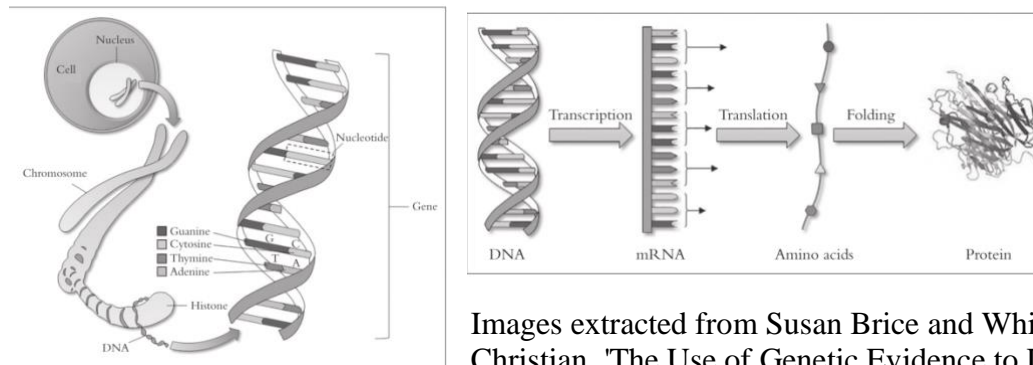 Nucleus
Cell
Chromosome
Nucleotide
Gene
Guanine
Cytosine
Thymine
Adenine
G
C
T
A
Histone
DNA
Transcription
Translation
Folding
DNA
mRNA
Amino acids
Protein
Images extracted from Susan Brice and Whi
Christian, 'The Use of Genetic Evidence to